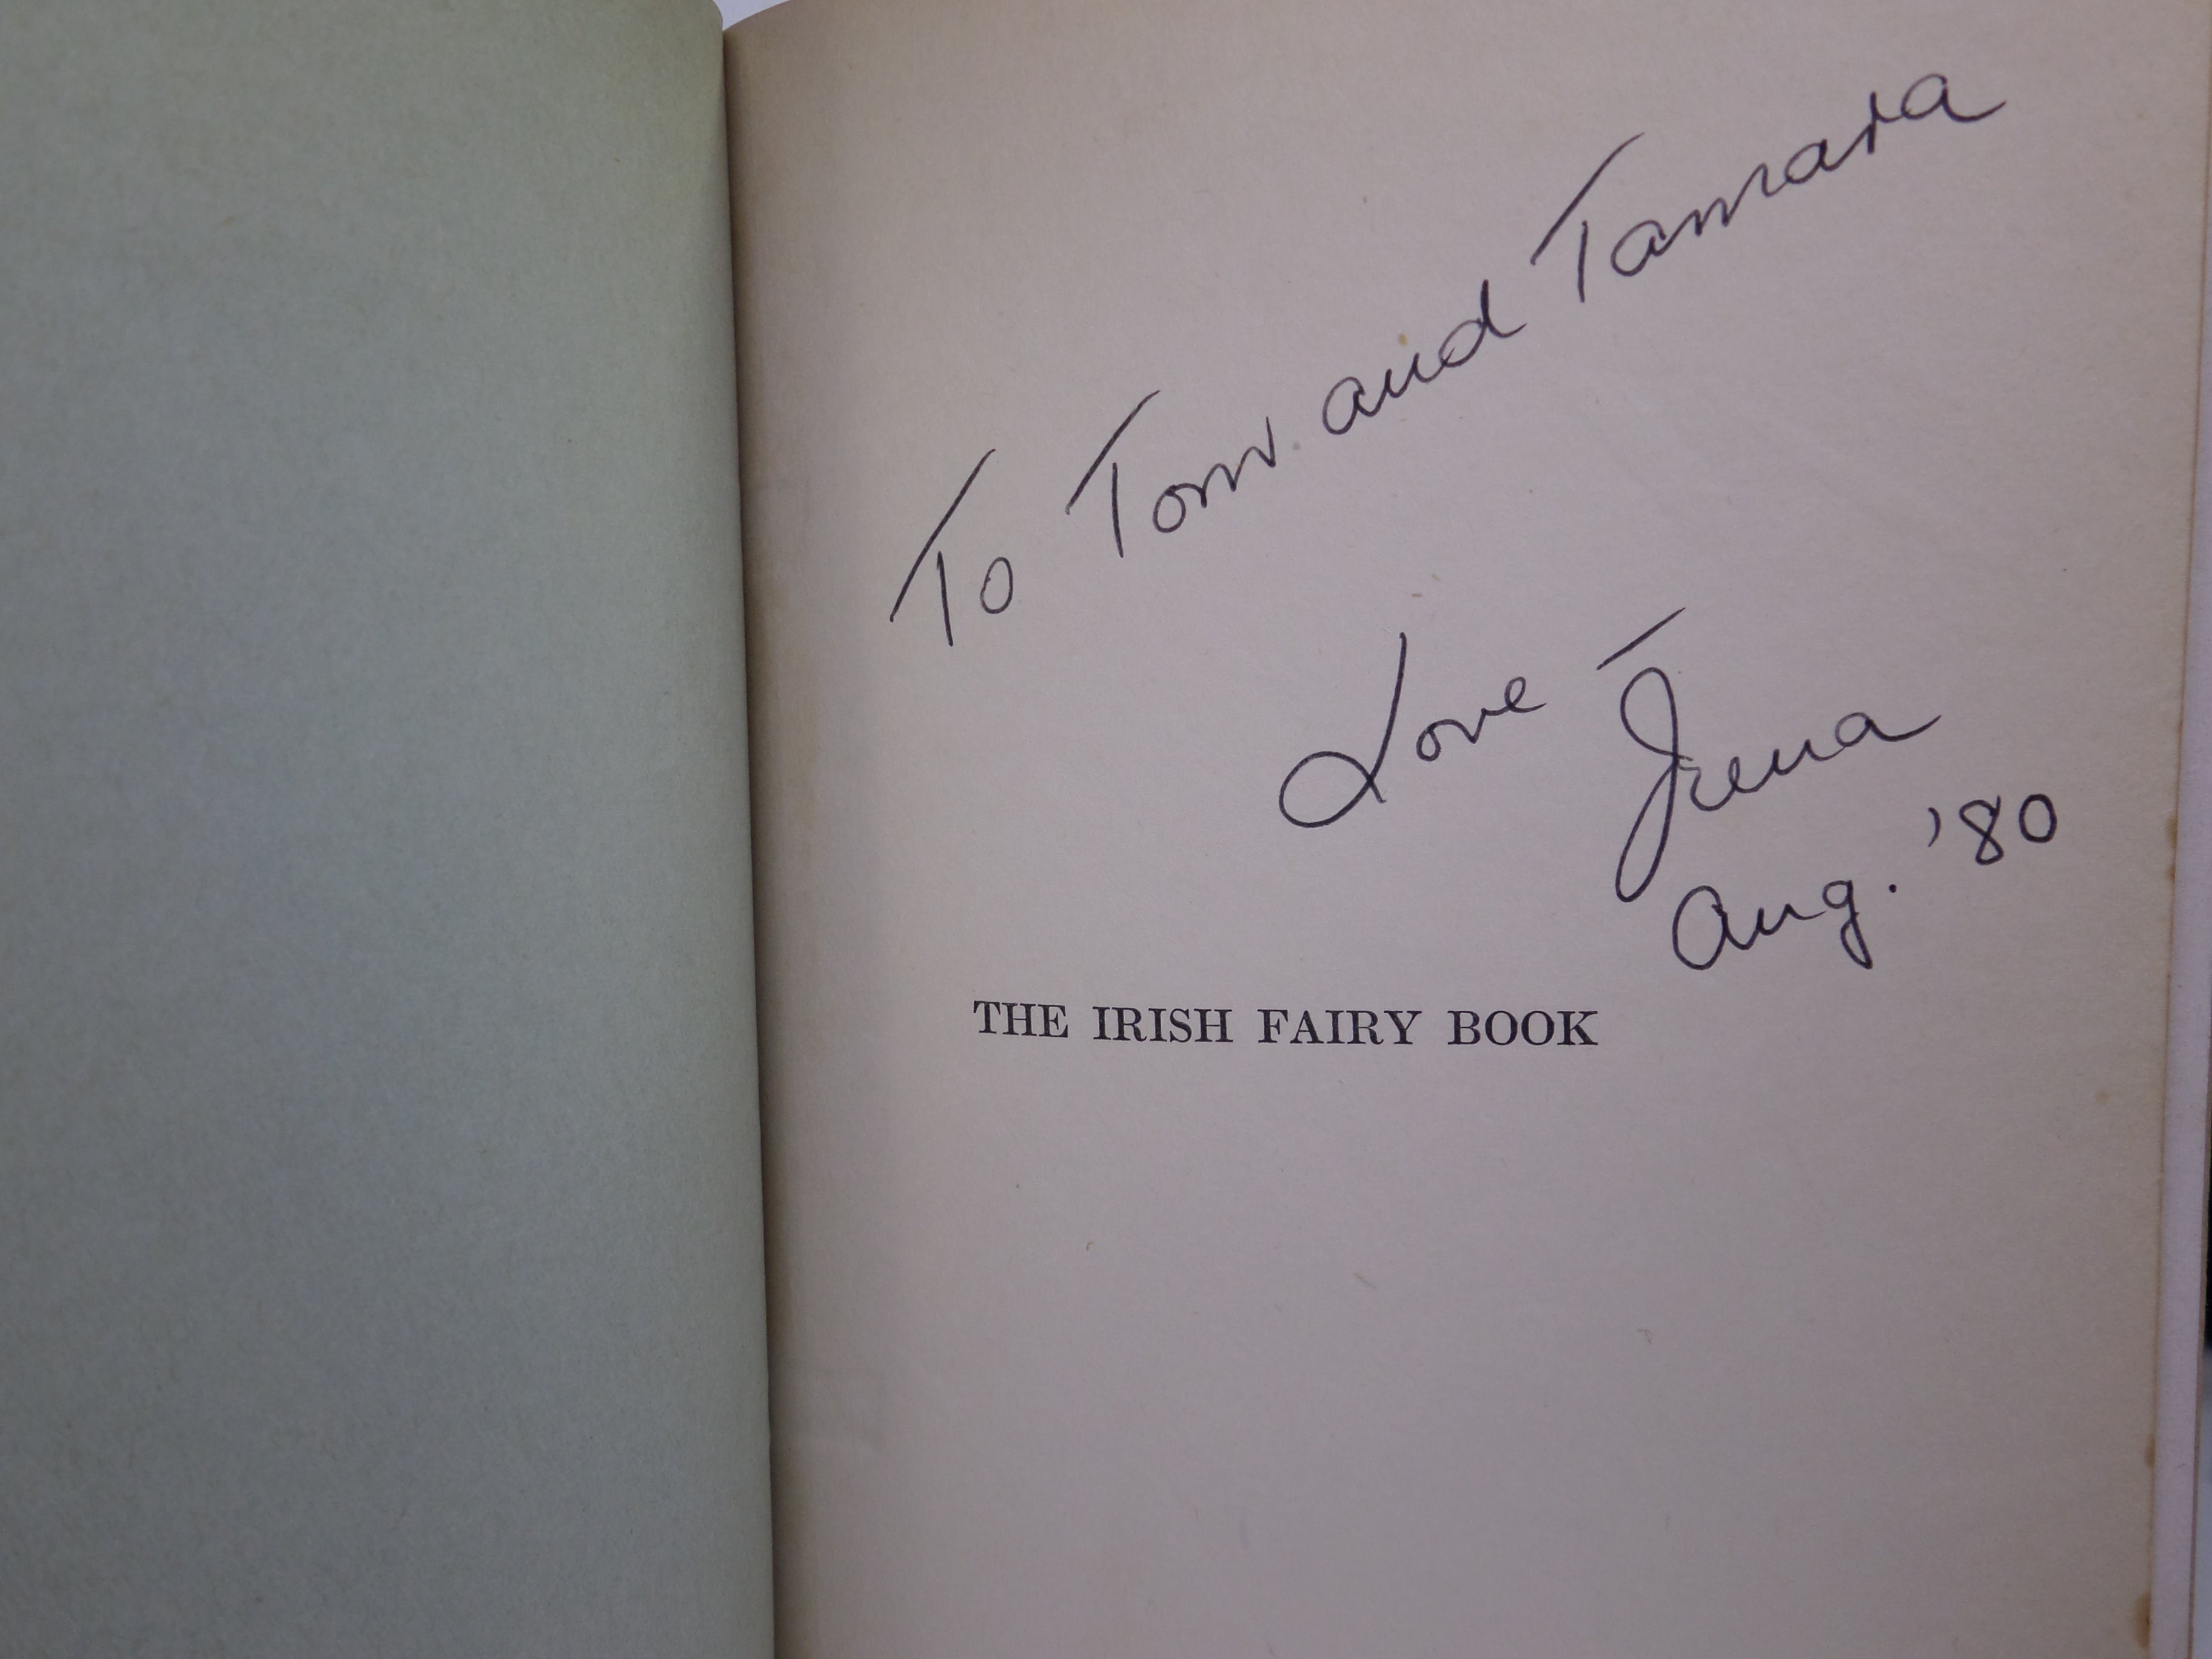 To Tom and Tamara
Love Irena
Aug. '80
THE IRISH FAIRY BOOK